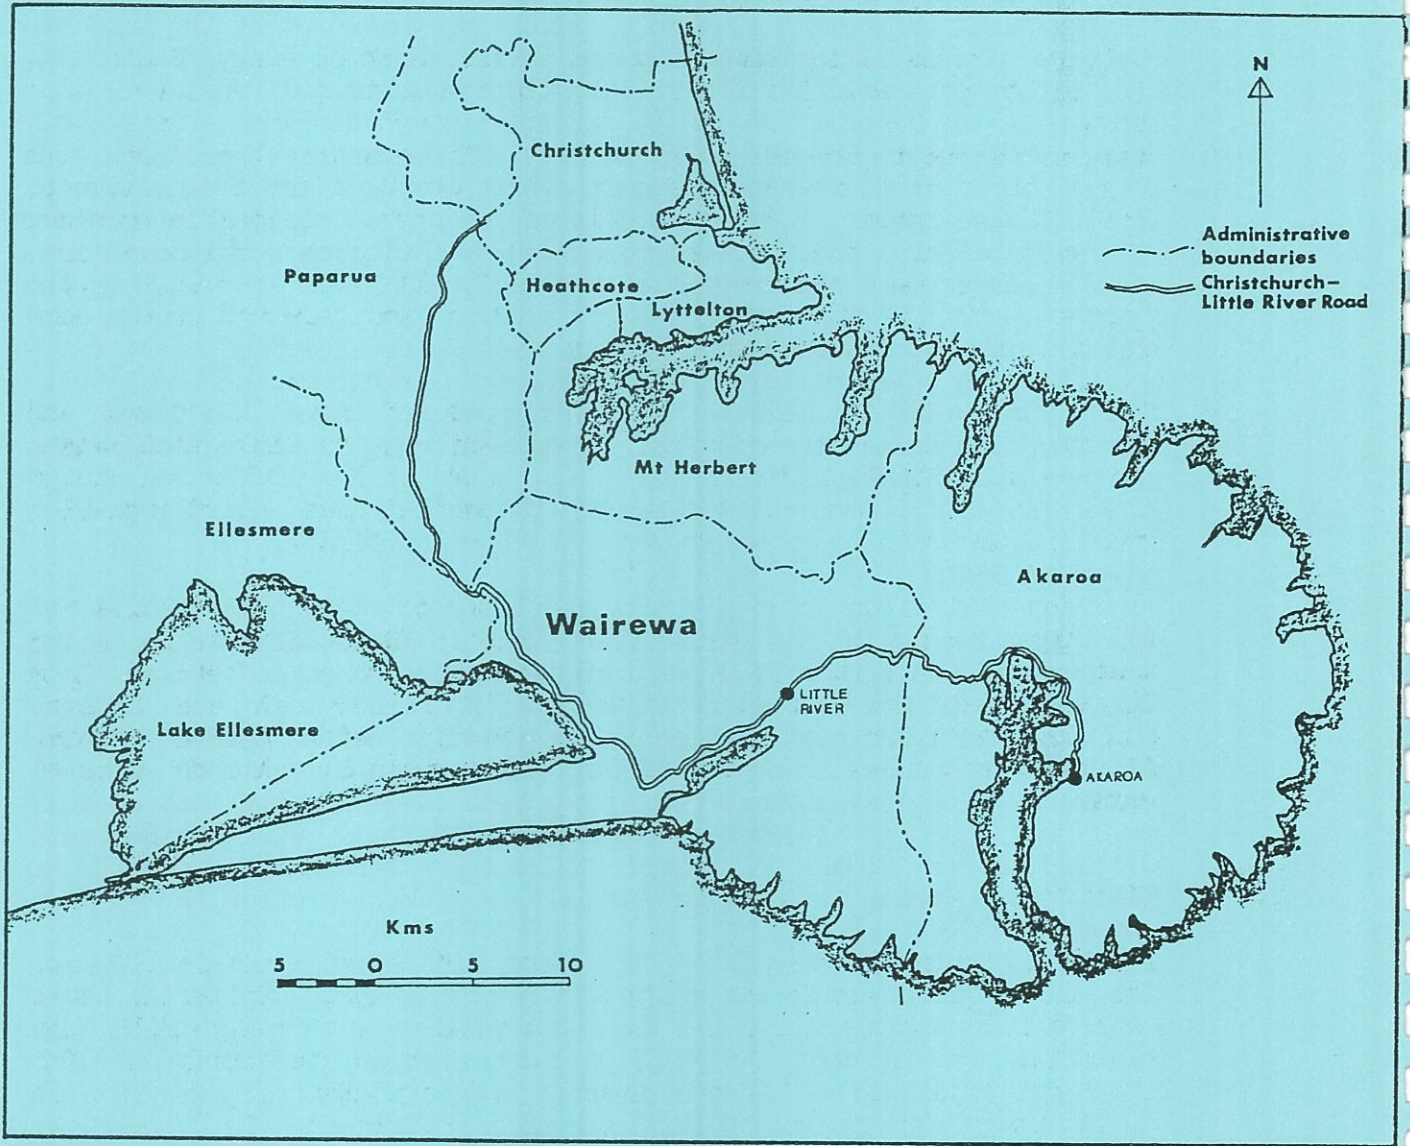 N
Christchurch
Administrative
boundaries
Paparua
Heathcote
Christchurch–
Little River Road
Lyttelton
Mt Herbert
Ellesmere
Akaroa
Wairewa
LITTLE
RIVER
Lake Ellesmere
AKAROA
Kms
5 0 5 10